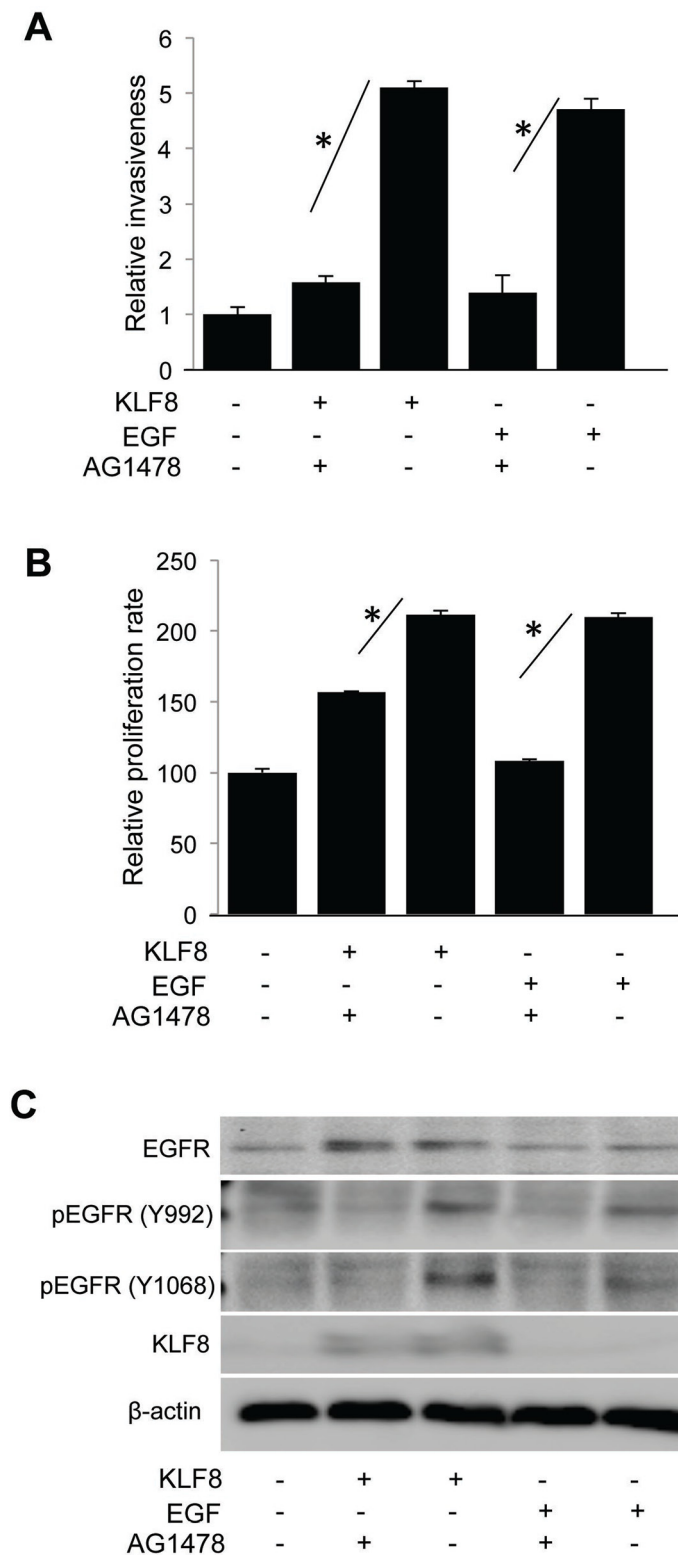 A
Relative invasiveness
6
5
4
3
2
1
0
*
*
KLF8 - + + - -
EGF - - - + +
AG1478 - + - + -
B
Relative proliferation rate
250
200
150
100
50
0
*
*
KLF8 - + + - -
EGF - - - + +
AG1478 - + - + -
C
EGFR
pEGFR (Y992)
pEGFR (Y1068)
KLF8
β-actin
KLF8 - + + - -
EGF - - - + +
AG1478 - + - + -